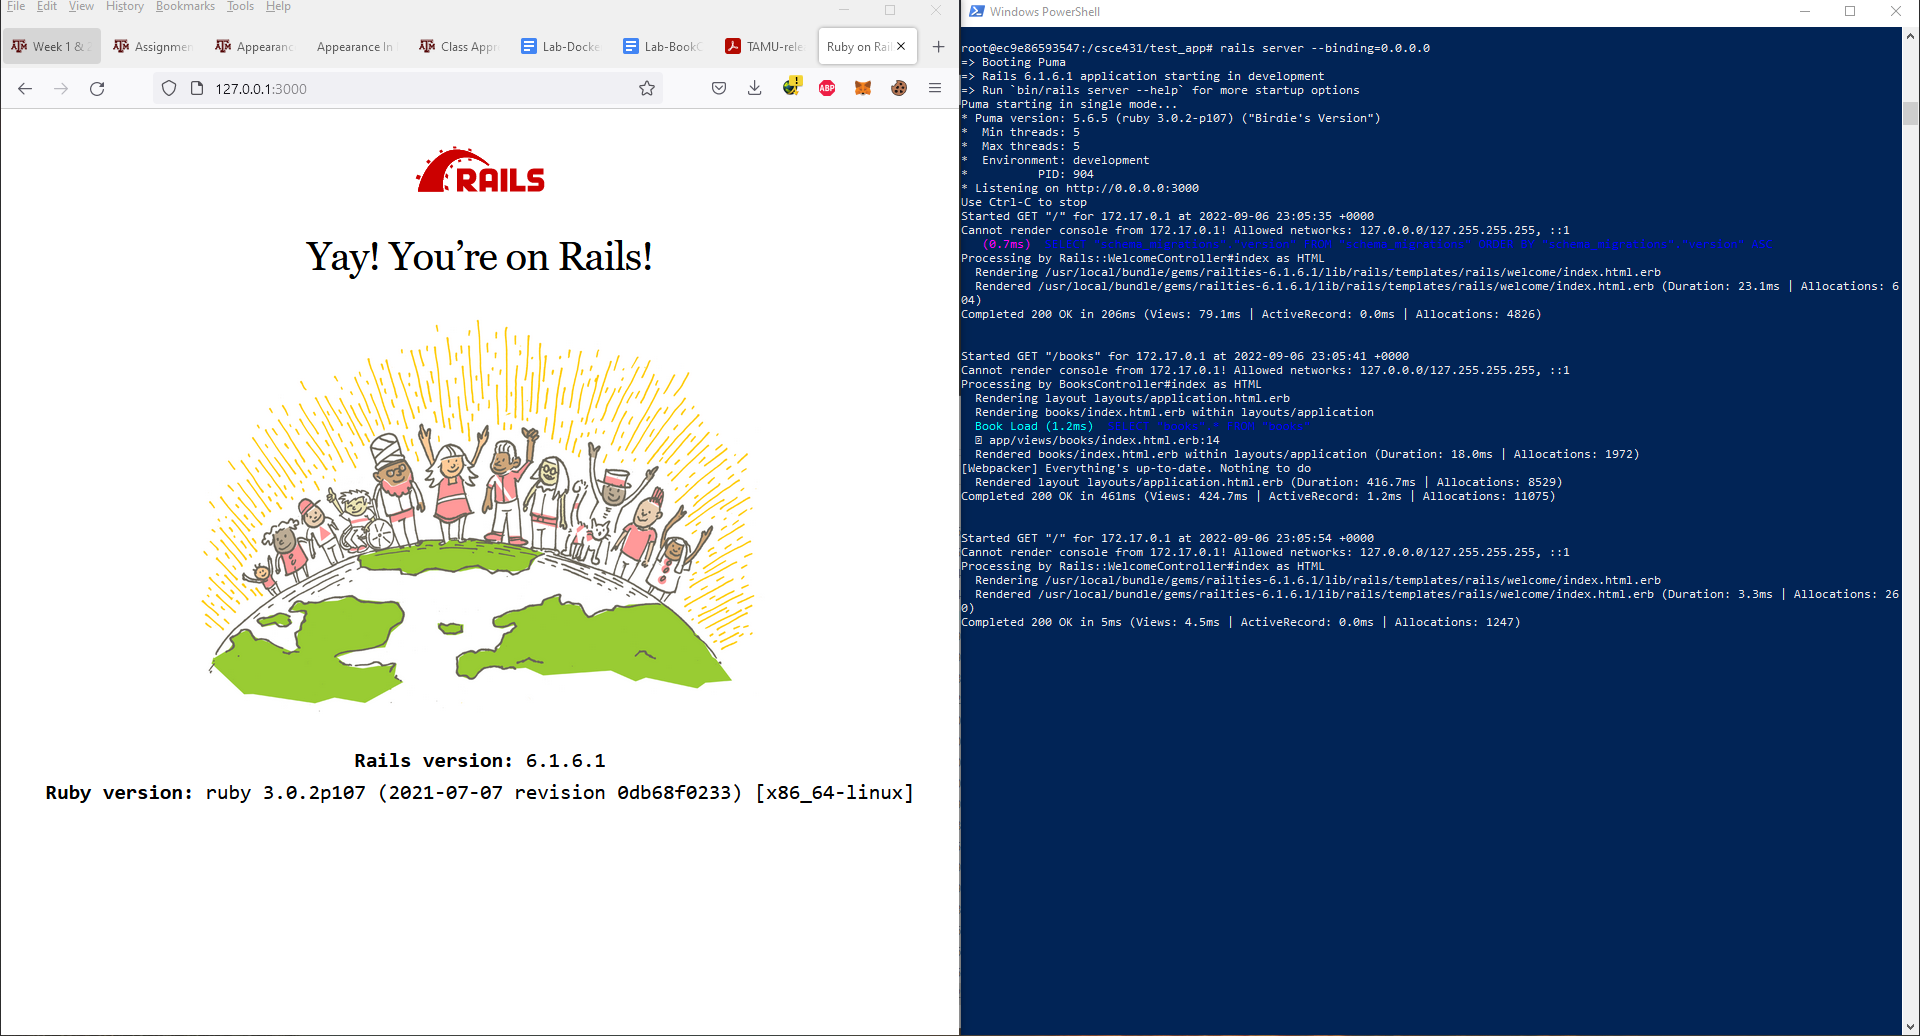 File Edit View History Bookmarks Tools Help
Week 1 & Assignmen Appearanc Appearance In Class Appr Lab-Docke Lab-BookC TAMU-rele Ruby on Rail
127.0.0.1:3000
ABP
RAILS
Yay! You’re on Rails!
Rails version: 6.1.6.1
Ruby version: ruby 3.0.2p107 (2021-07-07 revision 0db68f0233) [x86_64-linux]
Windows PowerShell
root@ec9e86593547:/csce431/test_app# rails server --binding=0.0.0.0
=> Booting Puma
=> Rails 6.1.6.1 application starting in development
=> Run `bin/rails server --help` for more startup options
Puma starting in single mode...
* Puma version: 5.6.5 (ruby 3.0.2-p107) ("Birdie's Version")
*  Min threads: 5
*  Max threads: 5
*  Environment: development
*          PID: 904
* Listening on http://0.0.0.0:3000
Use Ctrl-C to stop
Started GET "/" for 172.17.0.1 at 2022-09-06 23:05:35 +0000
Cannot render console from 172.17.0.1! Allowed networks: 127.0.0.0/127.255.255.255, ::1
(0.7ms) SELECT "schema_migrations"."version" FROM "schema_migrations" ORDER BY "schema_migrations"."version" ASC
Processing by Rails::WelcomeController#index as HTML
Rendering /usr/local/bundle/gems/railties-6.1.6.1/lib/rails/templates/rails/welcome/index.html.erb
Rendered /usr/local/bundle/gems/railties-6.1.6.1/lib/rails/templates/rails/welcome/index.html.erb (Duration: 23.1ms | Allocations: 6
04)
Completed 200 OK in 206ms (Views: 79.1ms | ActiveRecord: 0.0ms | Allocations: 4826)
Started GET "/books" for 172.17.0.1 at 2022-09-06 23:05:41 +0000
Cannot render console from 172.17.0.1! Allowed networks: 127.0.0.0/127.255.255.255, ::1
Processing by BooksController#index as HTML
Rendering layout layouts/application.html.erb
Rendering books/index.html.erb within layouts/application
Book Load (1.2ms) SELECT "books".* FROM "books"
app/views/books/index.html.erb:14
Rendered books/index.html.erb within layouts/application (Duration: 18.0ms | Allocations: 1972)
[Webpacker] Everything's up-to-date. Nothing to do
Rendered layout layouts/application.html.erb (Duration: 416.7ms | Allocations: 8529)
Completed 200 OK in 461ms (Views: 424.7ms | ActiveRecord: 1.2ms | Allocations: 11075)
Started GET "/" for 172.17.0.1 at 2022-09-06 23:05:54 +0000
Cannot render console from 172.17.0.1! Allowed networks: 127.0.0.0/127.255.255.255, ::1
Processing by Rails::WelcomeController#index as HTML
Rendering /usr/local/bundle/gems/railties-6.1.6.1/lib/rails/templates/rails/welcome/index.html.erb
Rendered /usr/local/bundle/gems/railties-6.1.6.1/lib/rails/templates/rails/welcome/index.html.erb (Duration: 3.3ms | Allocations: 26
0)
Completed 200 OK in 5ms (Views: 4.5ms | ActiveRecord: 0.0ms | Allocations: 1247)